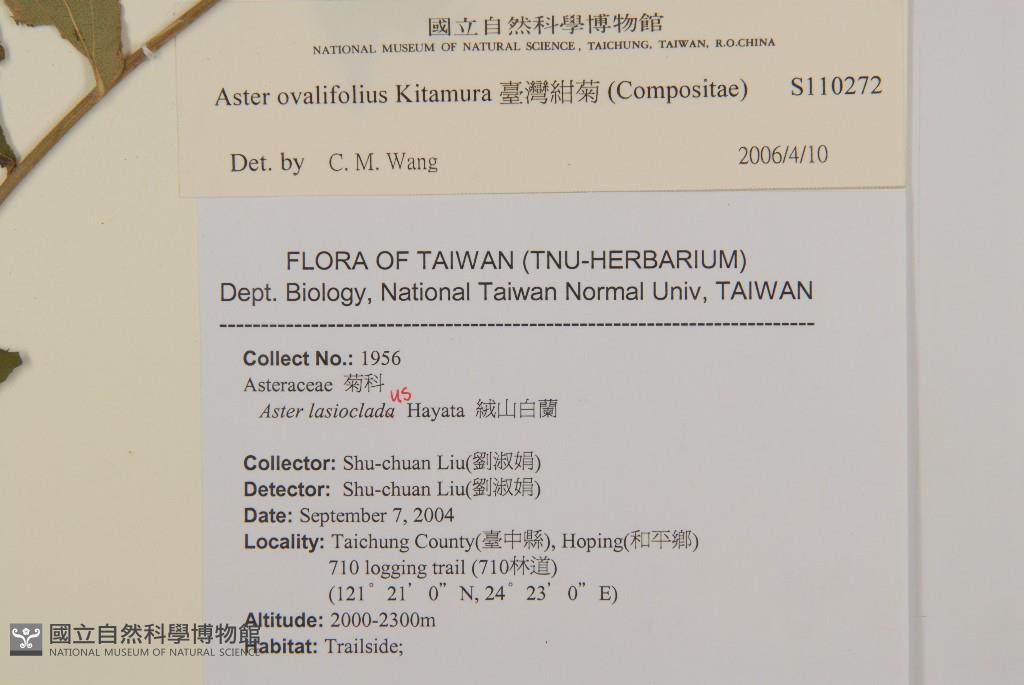 國立自然科學博物館
NATIONAL MUSEUM OF NATURAL SCIENCE, TAICHUNG, TAIWAN, R.O.CHINA
Aster ovalifolius Kitamura 臺灣紺菊 (Compositae) S110272
Det. by C. M. Wang 2006/4/10
FLORA OF TAIWAN (TNU-HERBARIUM)
Dept. Biology, National Taiwan Normal Univ, TAIWAN
Collect No.: 1956
Asteraceae 菊科
us
Aster lasioclada Hayata 絨山白蘭
Collector: Shu-chuan Liu(劉淑娟)
Detector: Shu-chuan Liu(劉淑娟)
Date: September 7, 2004
Locality: Taichung County(臺中縣), Hoping(和平鄉)
710 logging trail (710林道)
(121° 21' 0" N, 24° 23' 0" E)
Altitude: 2000-2300m
Habitat: Trailside;
國立自然科學博物館
NATIONAL MUSEUM OF NATURAL SCIENCE